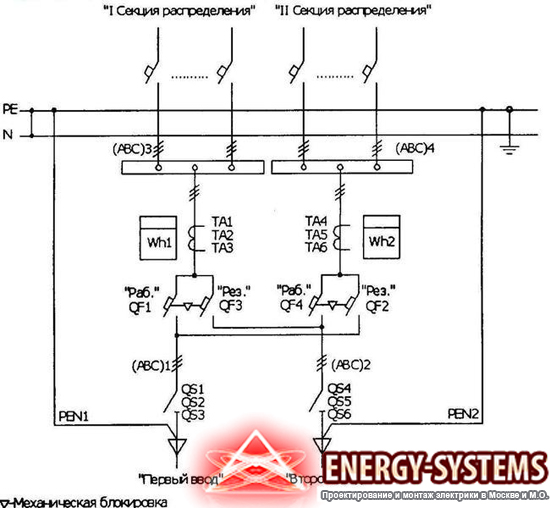 "I Секция распределения" "II Секция распределения"
PE
N
(ABC)3 (ABC)4
Wh1 TA1 TA4 Wh2
TA2 TA5
TA3 TA6
"Раб." "Рез." "Раб." "Рез."
QF1 QF3 QF4 QF2
(ABC)1 (ABC)2
QS1 QS4
QS2 QS5
PEN1 QS3 QS6 PEN2
"Первый ввод"
ENERGY-SYSTEMS
Проектирование и монтаж электрики в Москве и М.О.
-Механическая блокировка